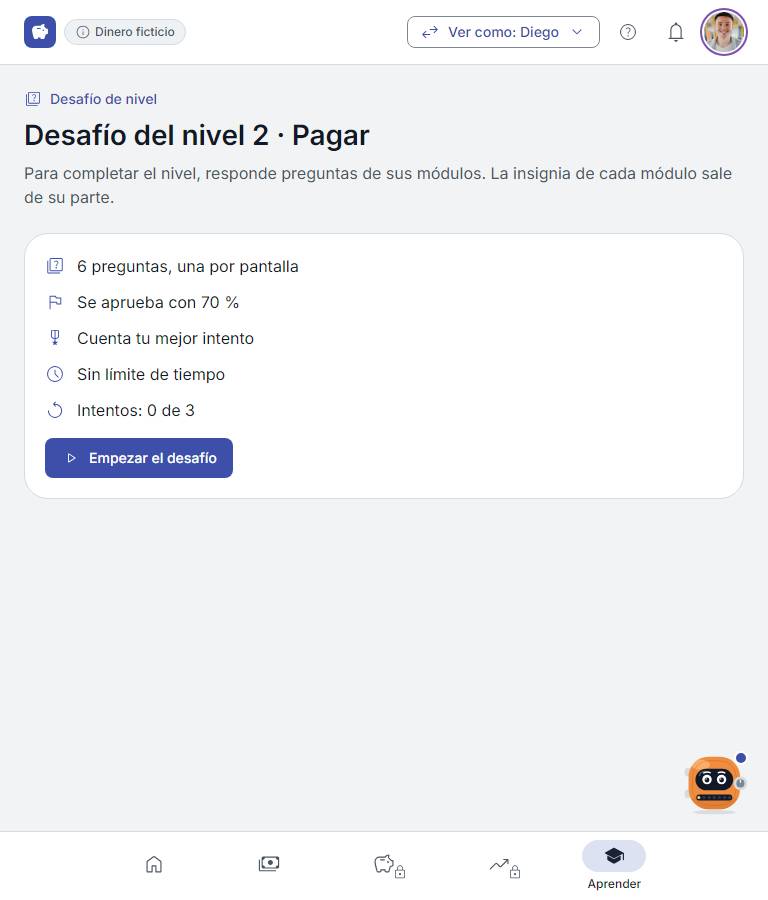 Dinero ficticio
Ver como: Diego
Desafío de nivel
Desafío del nivel 2 · Pagar
Para completar el nivel, responde preguntas de sus módulos. La insignia de cada módulo sale
de su parte.
6 preguntas, una por pantalla
Se aprueba con 70 %
Cuenta tu mejor intento
Sin límite de tiempo
Intentos: 0 de 3
Empezar el desafío
Aprender